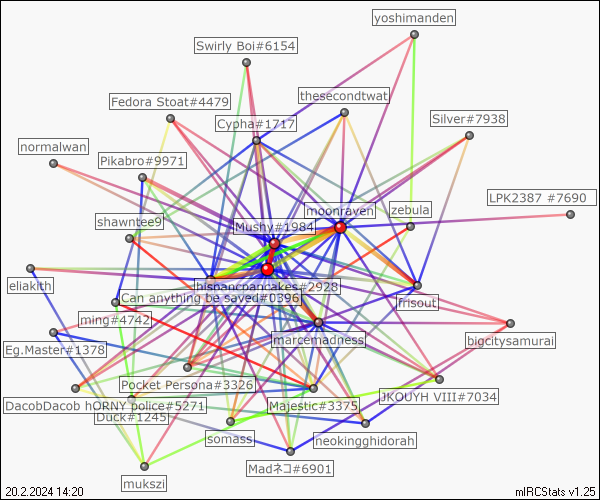 yoshimanden
Swirly Boi#6154
thesecondtwat
Fedora Stoat#4479
Cypha#1717
Silver#7938
normalwan
Pikabro#9971
LPK2387 #7690
moonraven
zebula
shawntee9
Mushy#1984
eliakith
hispanicpancakes#2928
Can anything be saved#0396
frisout
ming#4742
marcemadness
bigcitysamurai
Eg.Master#1378
Pocket Persona#3326
JKOUYH VIII#7034
DacobDacob hORNY police#5271
Majestic#3375
Duck#1245
somass
neokingghidorah
Madネコ#6901
mukszi
20.2.2024 14:20
mIRCStats v1.25